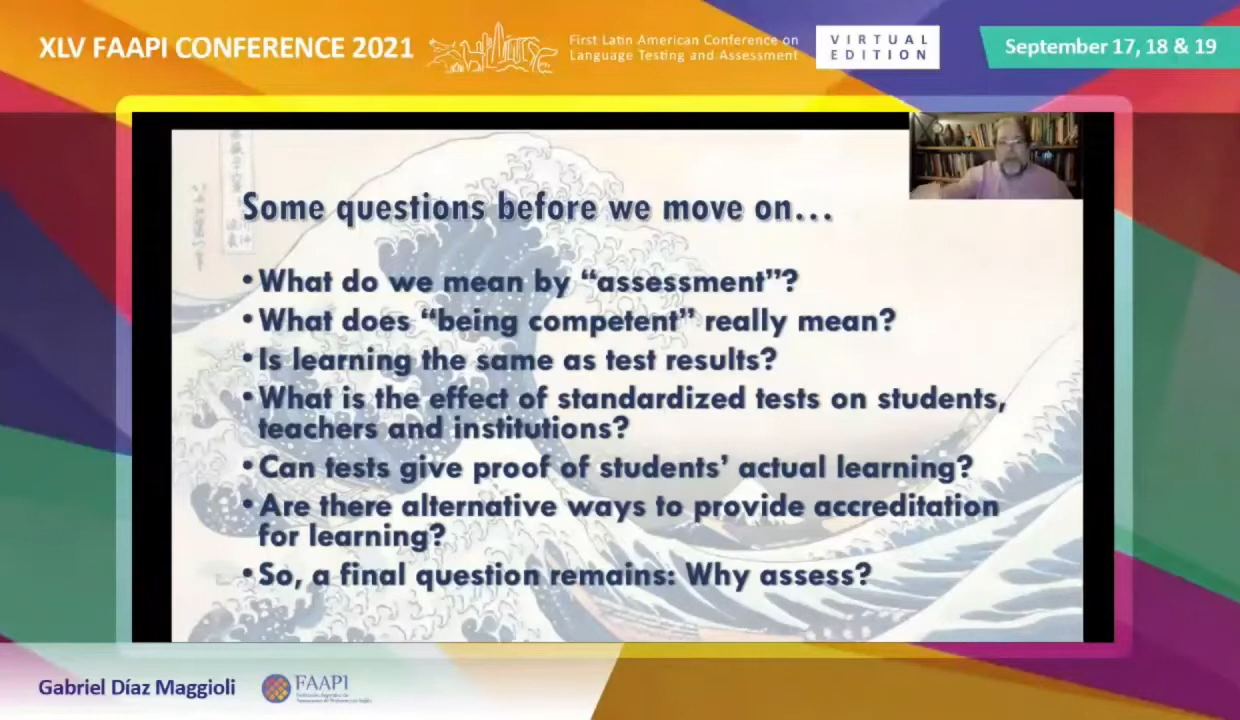 XLV FAAPI CONFERENCE 2021
First Latin American Conference on
Language Testing and Assessment
VIRTUAL
EDITION
September 17, 18 & 19
Some questions before we move on...
•What do we mean by “assessment”?
•What does “being competent” really mean?
•Is learning the same as test results?
•What is the effect of standardized tests on students,
teachers and institutions?
•Can tests give proof of students’ actual learning?
•Are there alternative ways to provide accreditation
for learning?
•So, a final question remains: Why assess?
Gabriel Díaz Maggioli
FAAPI